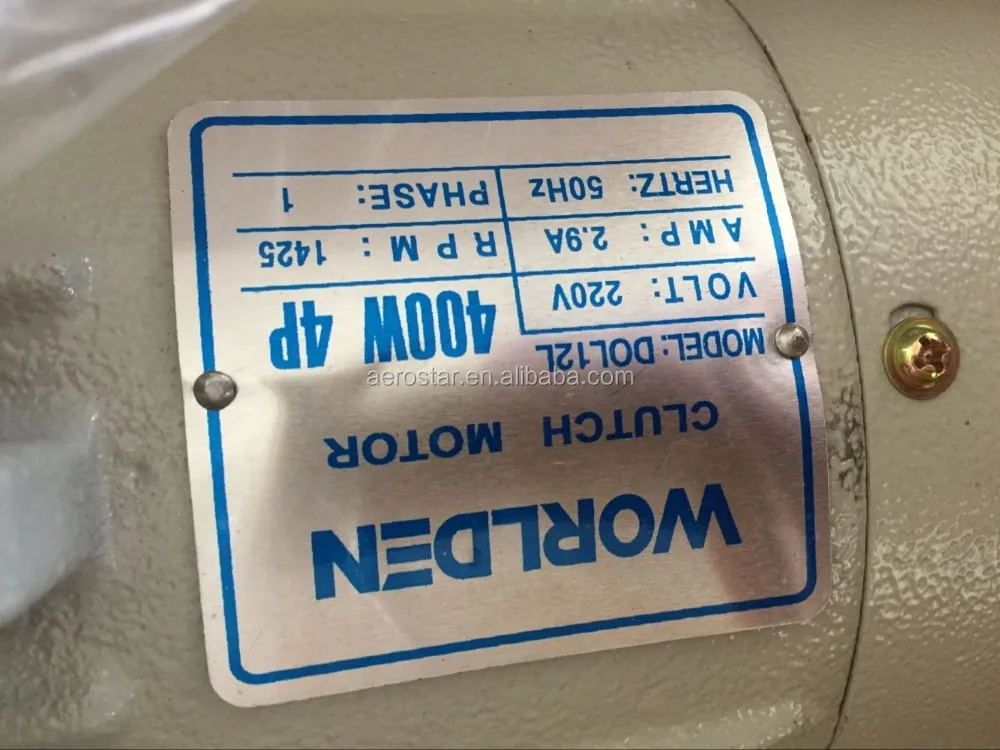 WORLDEN
CLUTCH MOTOR
MODEL: DOL12L 400W 4P
VOLT: 220V
AMP: 2.9A RPM: 1425
HERTZ: 50Hz PHASE: 1
aerostar.en.alibaba.com